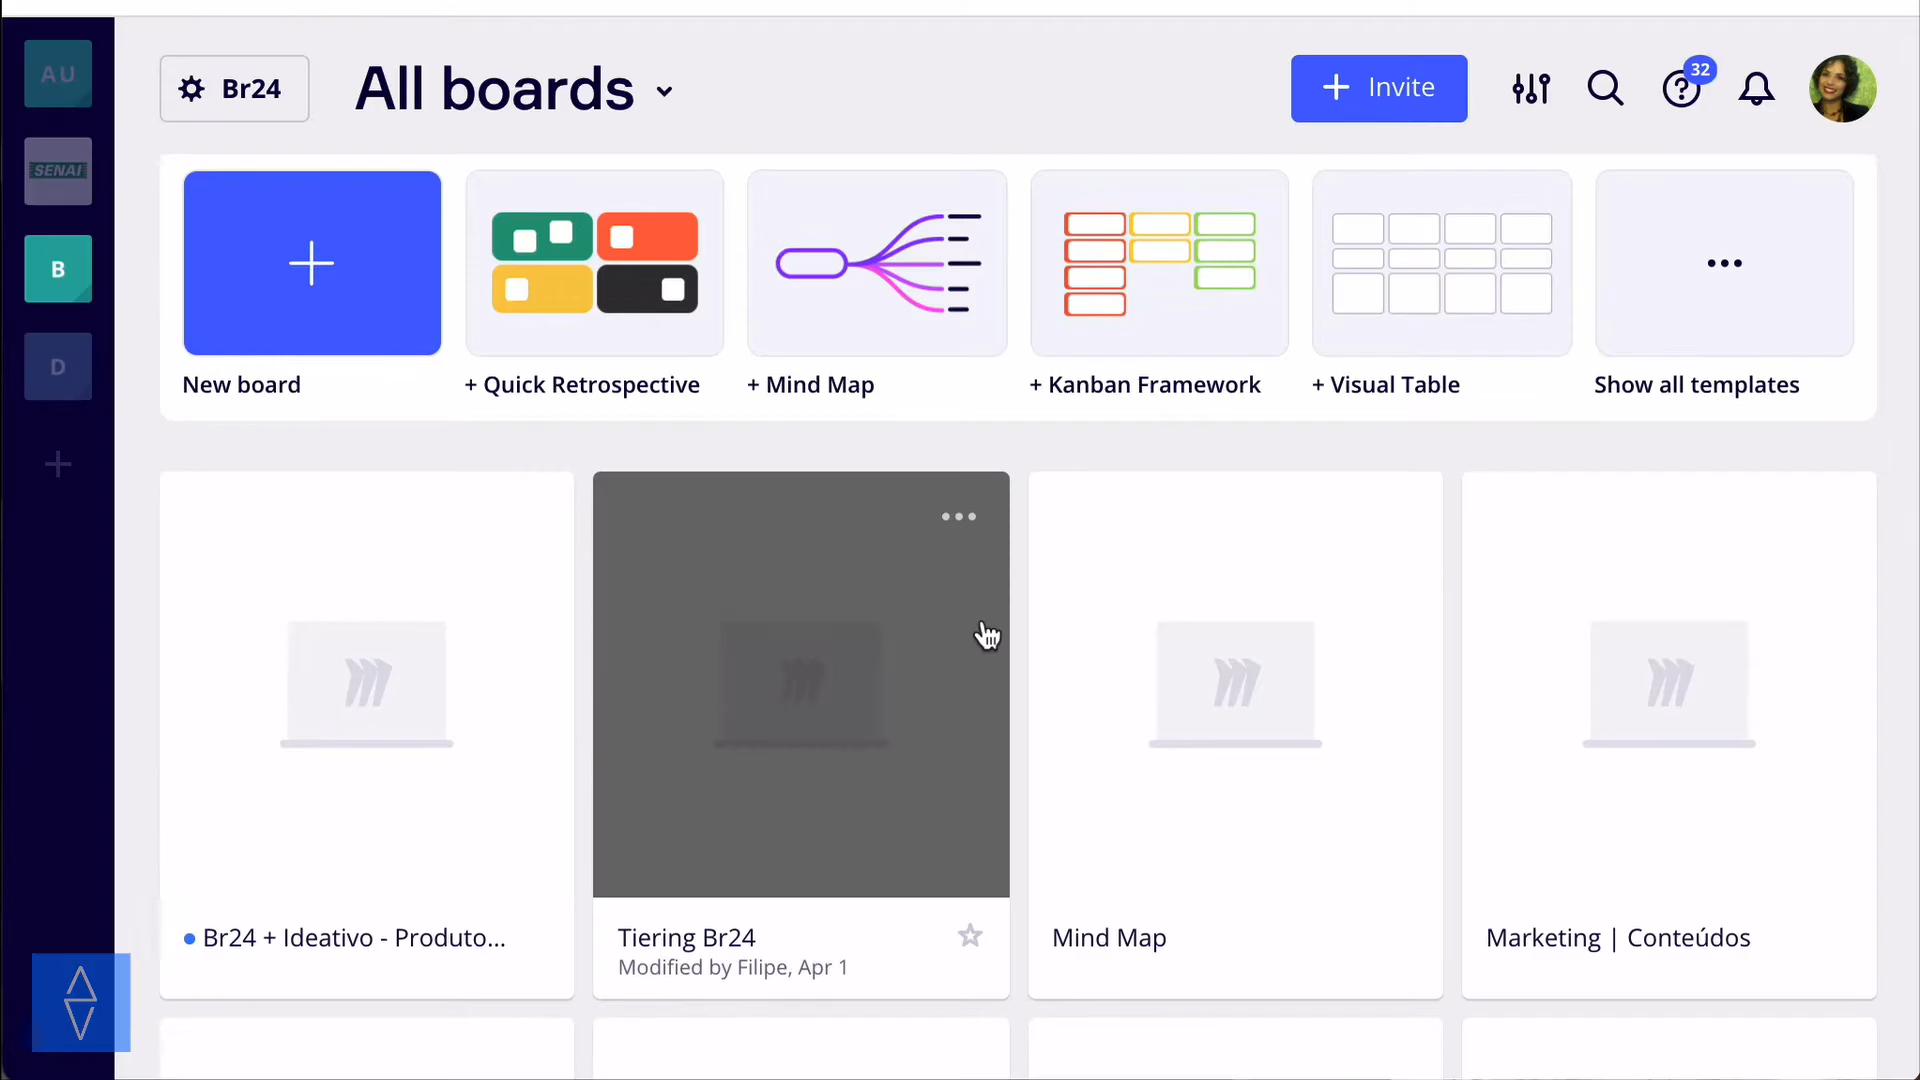 AU
Br24
All boards
Invite
32
SENAI
B
D
New board
+ Quick Retrospective
+ Mind Map
+ Kanban Framework
+ Visual Table
Show all templates
Br24 + Ideativo - Produto...
Tiering Br24
Modified by Filipe, Apr 1
Mind Map
Marketing | Conteúdos